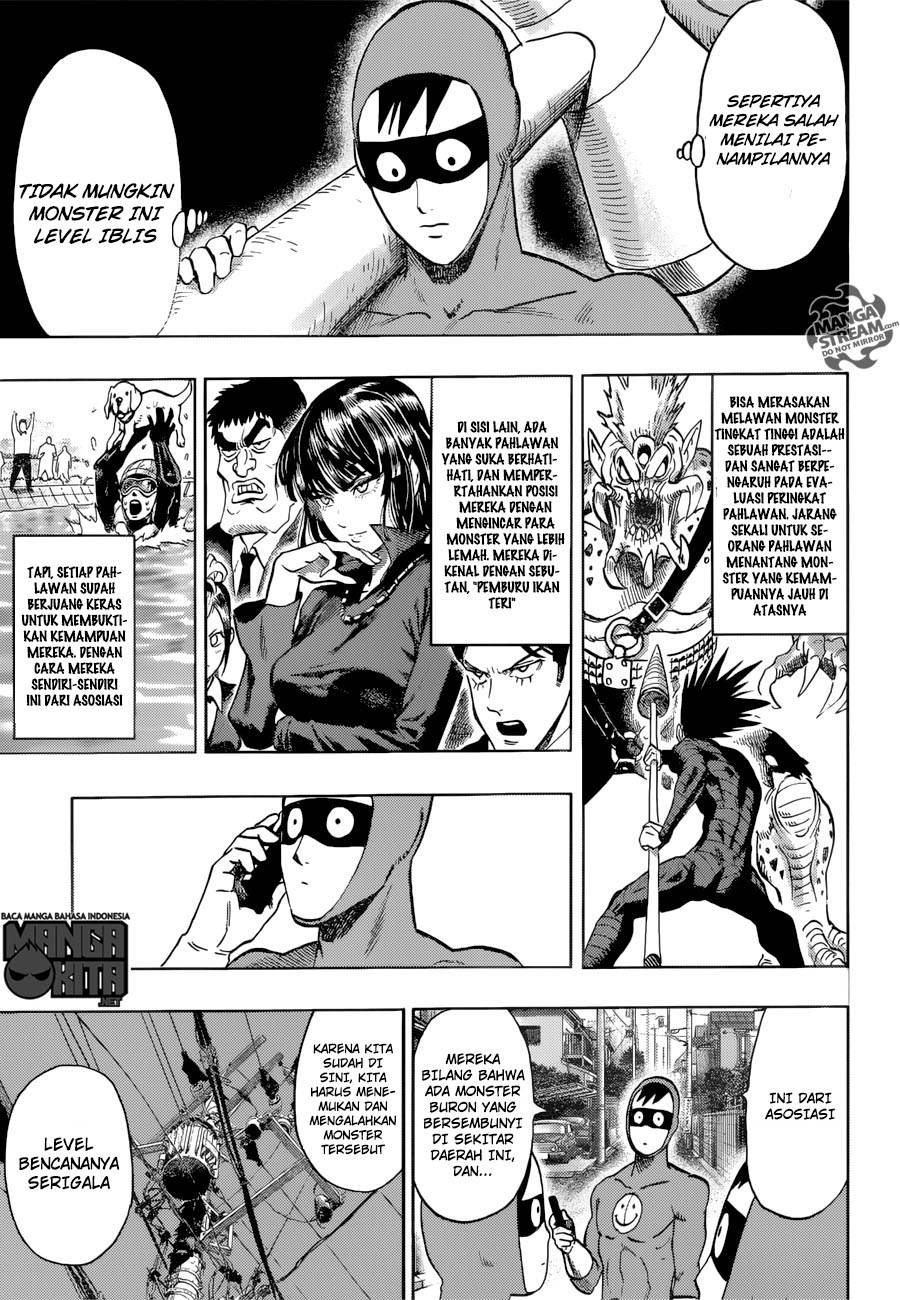 SEPERTIYA
MEREKA SALAH
MENILAI PE-
NAMPILANNYA
TIDAK MUNGKIN
MONSTER INI
LEVEL IBLIS
MANGA
STREAM.com
DO NOT MIRROR
BISA MERASAKAN
MELAWAN MONSTER
TINGKAT TINGGI ADALAH
SEBUAH PRESTASI--
DAN SANGAT BERPE-
NGARUH PADA EVA-
LUASI PERINGKAT
PAHLAWAN. JARANG
SEKALI UNTUK SE-
ORANG PAHLAWAN
MENANTANG MON-
STER YANG KEMAM-
PUANNYA JAUH DI
ATASNYA
DI SISI LAIN, ADA
BANYAK PAHLAWAN
YANG SUKA BERHATI-
HATI, DAN MEMPER-
TAHANKAN POSISI
MEREKA DENGAN
MENGINCAR PARA
MONSTER YANG LEBIH
LEMAH. MEREKA DI-
KENAL DENGAN SEBU-
TAN, "PEMBURU IKAN
TERI"
TAPI, SETIAP PAH-
LAWAN SUDAH
BERJUANG KERAS
UNTUK MEMBUKTI-
KAN KEMAMPUAN
MEREKA. DENGAN
CARA MEREKA
SENDIRI-SENDIRI
INI DARI ASOSIASI
BACA MANGA BAHASA INDONESIA
MANGA
KITA
.NET
INI DARI
ASOSIASI
MEREKA
BILANG BAHWA
ADA MONSTER
BURON YANG
BERSEMBUNYI
DI SEKITAR
DAERAH INI,
DAN...
KARENA KITA
SUDAH DI
SINI, KITA
HARUS MENE-
MUKAN DAN
MENGALAHKAN
MONSTER
TERSEBUT
LEVEL
BENCANANYA
SERIGALA